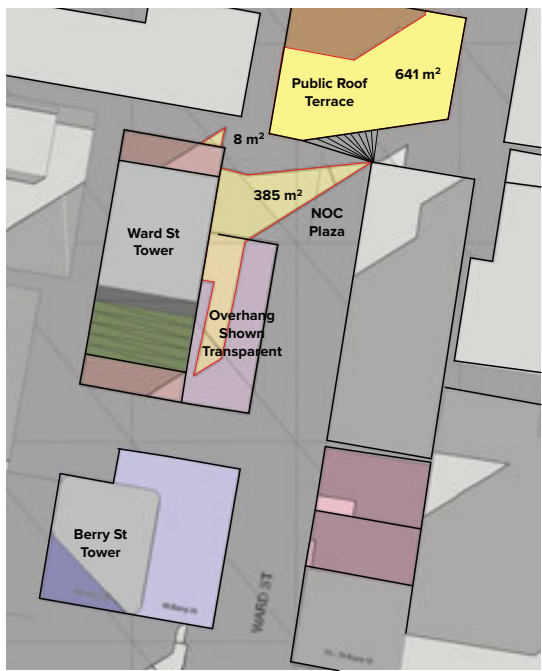 641 m²
Public Roof
Terrace
8 m²
385 m²
NOC
Plaza
Ward St
Tower
Overhang
Shown
Transparent
Berry St
Tower
WARD ST